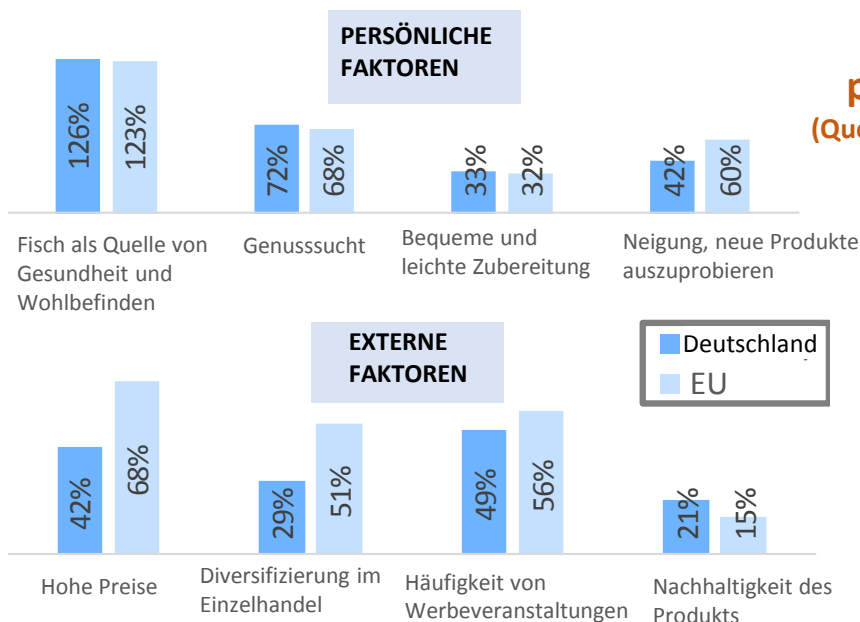 PERSÖNLICHE
FAKTOREN
p
(Que
126%
123%
72%
68%
33%
32%
42%
60%
Fisch als Quelle von
Gesundheit und
Wohlbefinden
Genusssucht
Bequeme und
leichte Zubereitung
Neigung, neue Produkte
auszuprobieren
EXTERNE
FAKTOREN
Deutschland
EU
42%
68%
29%
51%
49%
56%
21%
15%
Hohe Preise
Diversifizierung im
Einzelhandel
Häufigkeit von
Werbeveranstaltungen
Nachhaltigkeit des
Produkts